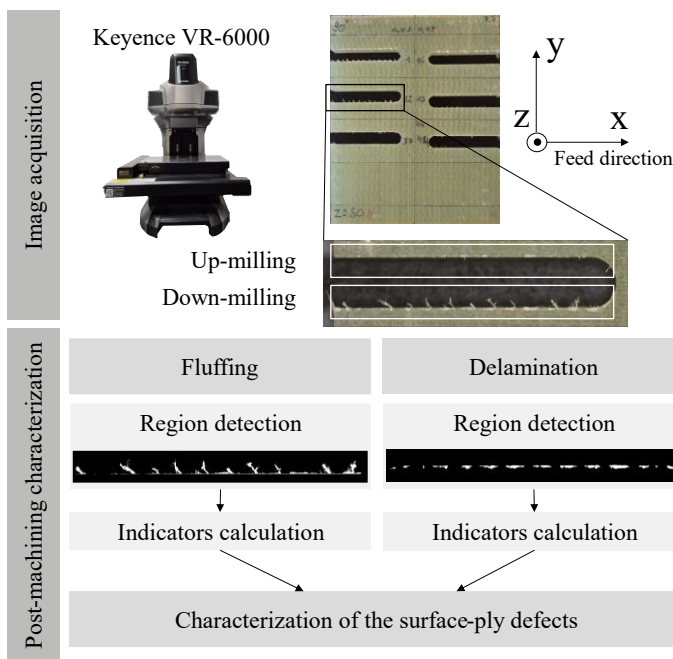 Image acquisition
Keyence VR-6000
90°
y
z
x
Feed direction
Up-milling
Down-milling
Post-machining characterization
Fluffing
Delamination
Region detection
Region detection
Indicators calculation
Indicators calculation
Characterization of the surface-ply defects